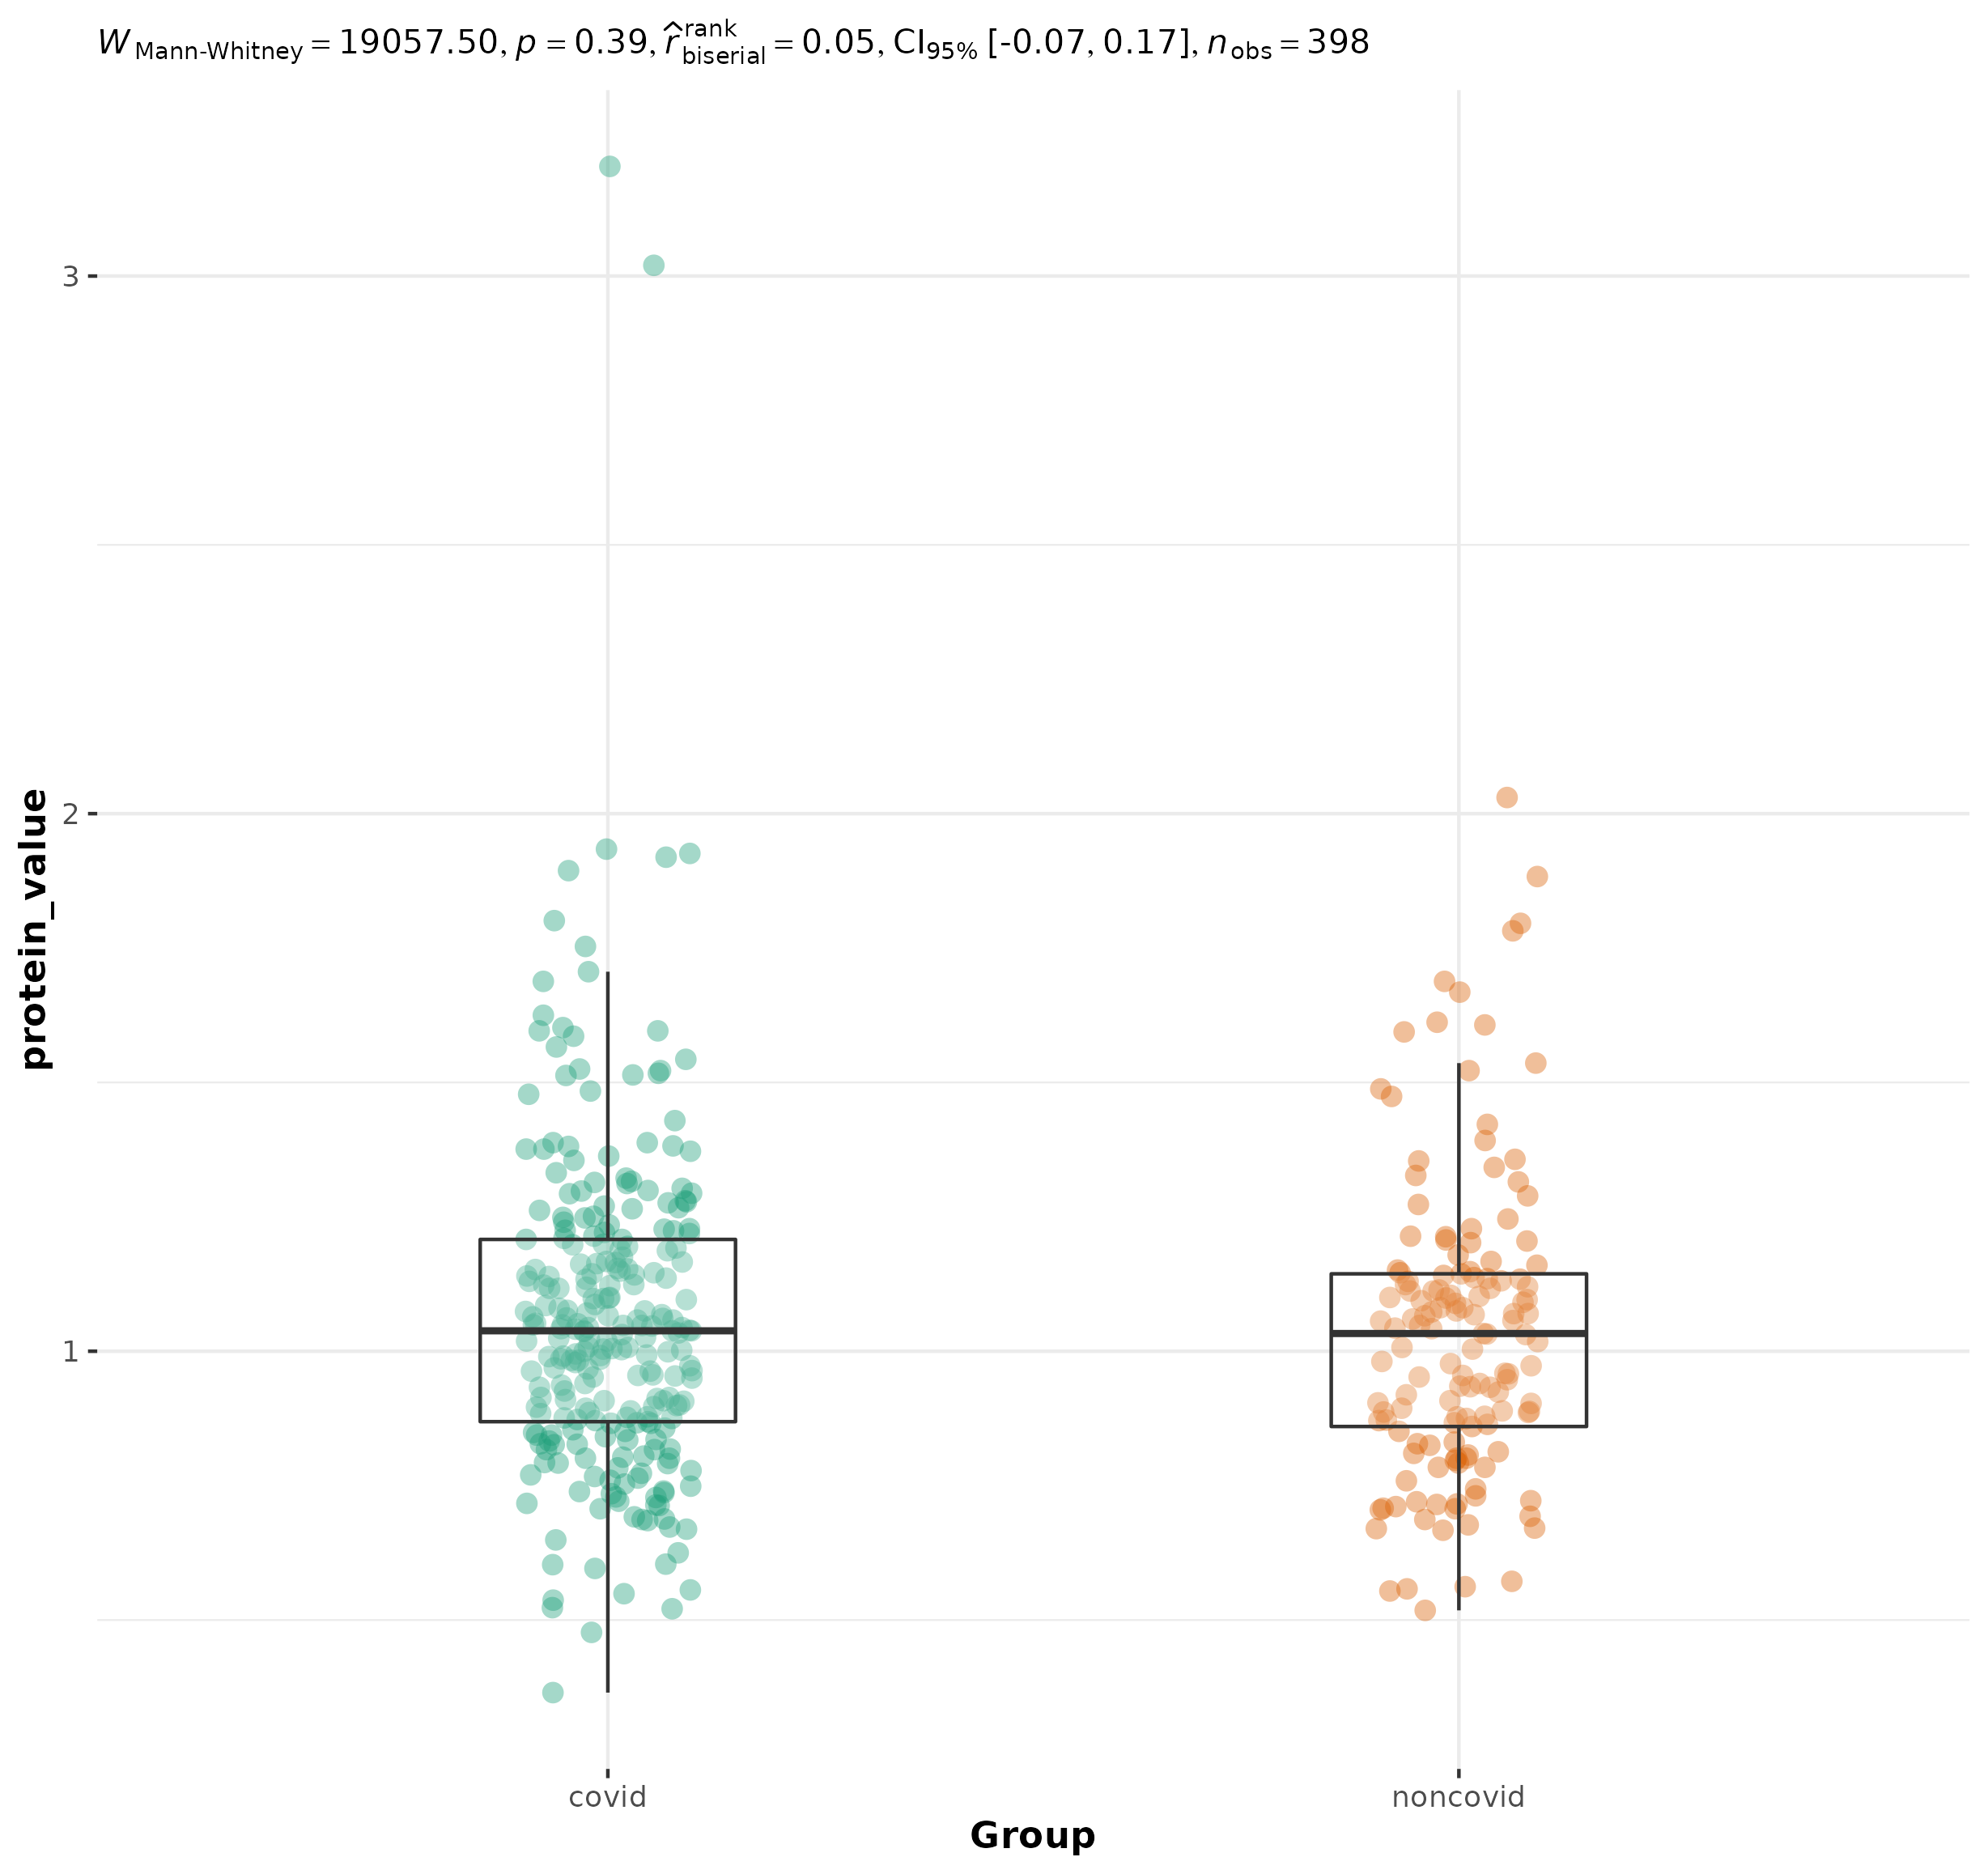 W Mann-Whitney = 19057.50, p = 0.39, r̂ rank biserial = 0.05, CI95% [-0.07, 0.17], n obs = 398
3
2
1
protein_value
covid noncovid
Group